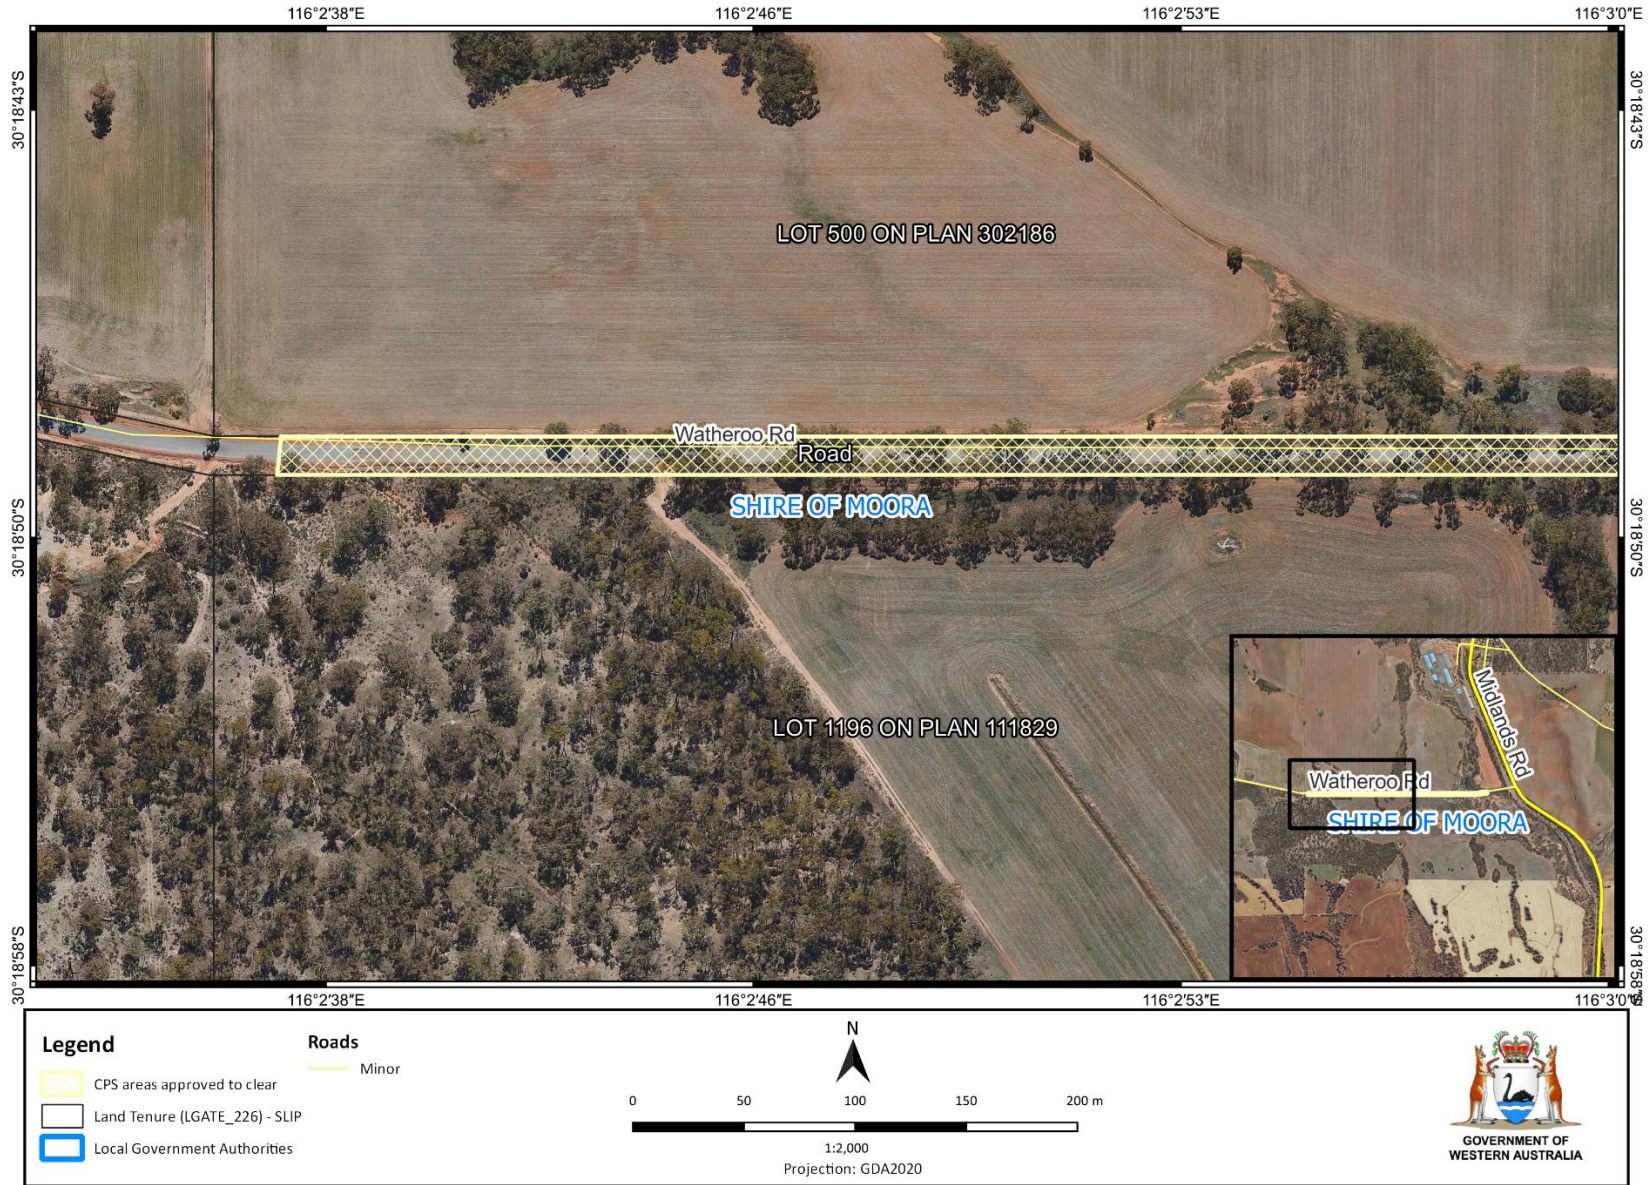 116°2'38"E
116°2'46"E
116°2'53"E
116°3'0"E
30°18'43"S
30°18'43"S
LOT 500 ON PLAN 302186
Watheroo Rd
Road
SHIRE OF MOORA
30°18'50"S
30°18'50"S
LOT 1196 ON PLAN 111829
Midlands Rd
Watheroo Rd
SHIRE OF MOORA
30°18'58"S
30°18'58"S
116°2'38"E
116°2'46"E
116°2'53"E
116°3'0"E
Legend
CPS areas approved to clear
Land Tenure (LGATE_226) - SLIP
Local Government Authorities
Roads
Minor
N
0 50 100 150 200 m
1:2,000
Projection: GDA2020
GOVERNMENT OF
WESTERN AUSTRALIA